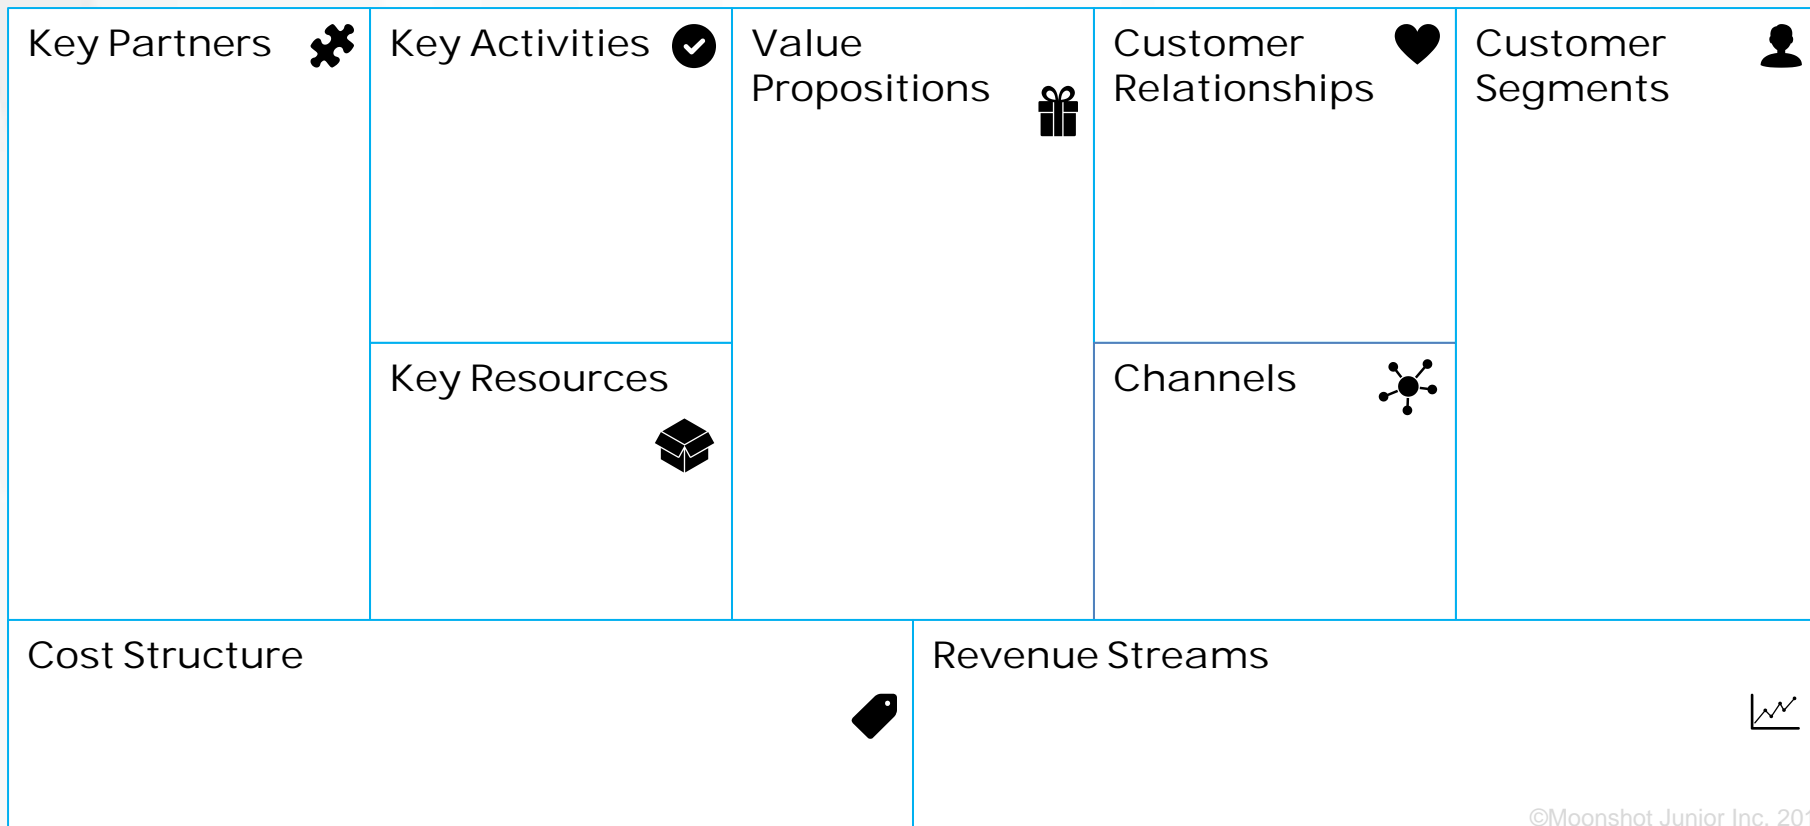 Key Partners
Key Activities
Value
Propositions
Customer
Relationships
Customer
Segments
Key Resources
Channels
Cost Structure
Revenue Streams
©Moonshot Junior Inc. 201